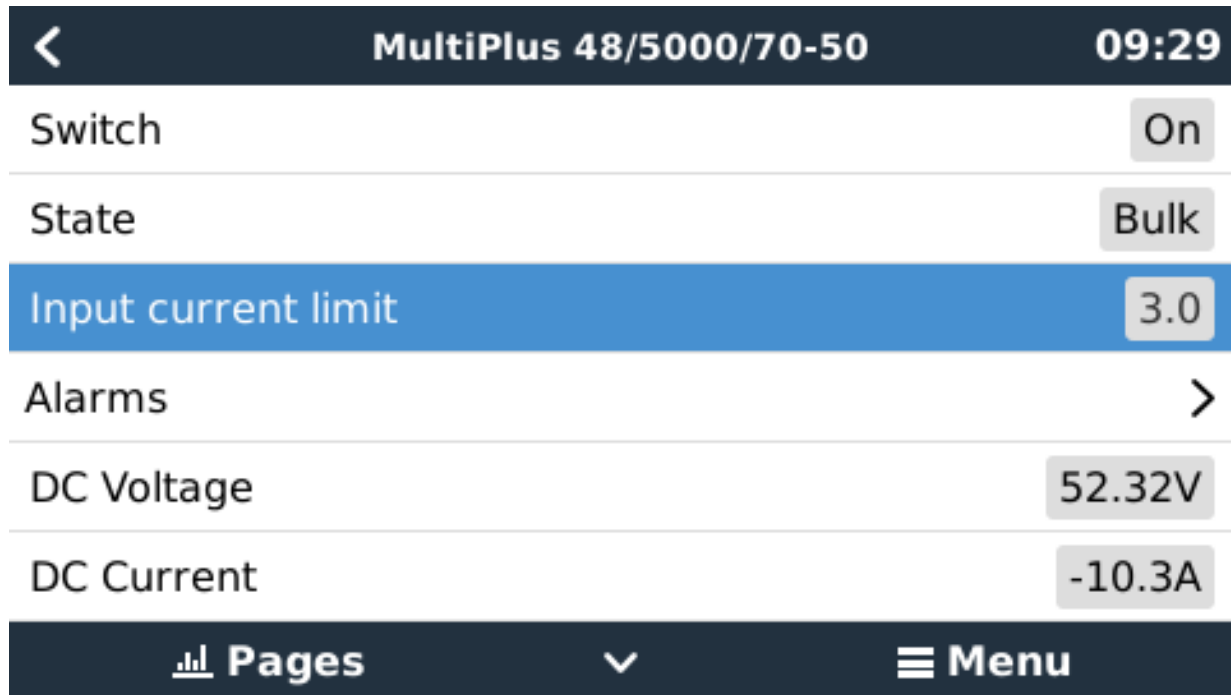 MultiPlus 48/5000/70-50 09:29
Switch On
State Bulk
Input current limit 3.0
Alarms
DC Voltage 52.32V
DC Current -10.3A
Pages Menu